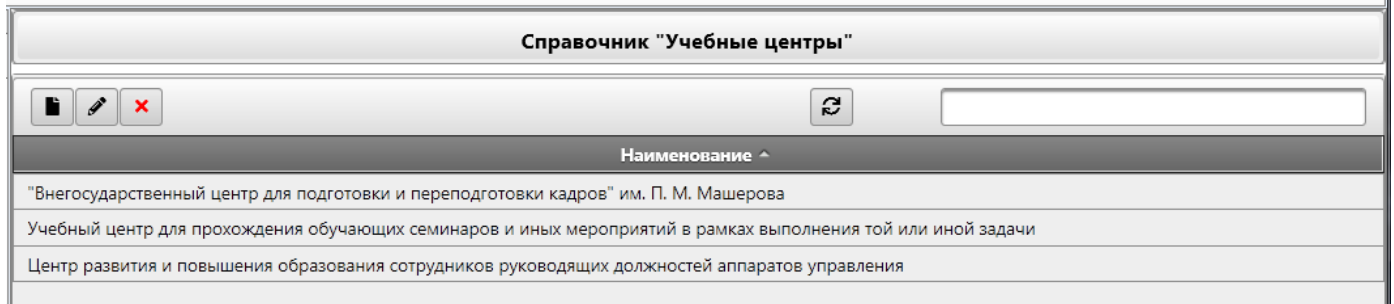 Справочник "Учебные центры"
Наименование
"Внегосударственный центр для подготовки и переподготовки кадров" им. П. М. Машерова
Учебный центр для прохождения обучающих семинаров и иных мероприятий в рамках выполнения той или иной задачи
Центр развития и повышения образования сотрудников руководящих должностей аппаратов управления